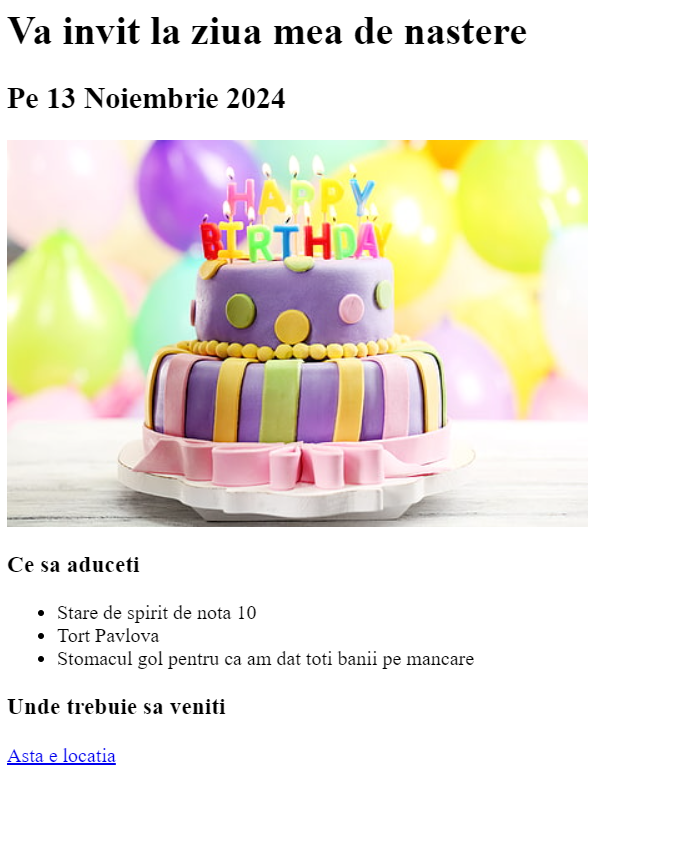 Va invit la ziua mea de nastere
Pe 13 Noiembrie 2024
HAPPY
BIRTHDAY
Ce sa aduceti
Stare de spirit de nota 10
Tort Pavlova
Stomacul gol pentru ca am dat toti banii pe mancare
Unde trebuie sa veniti
Asta e locatia